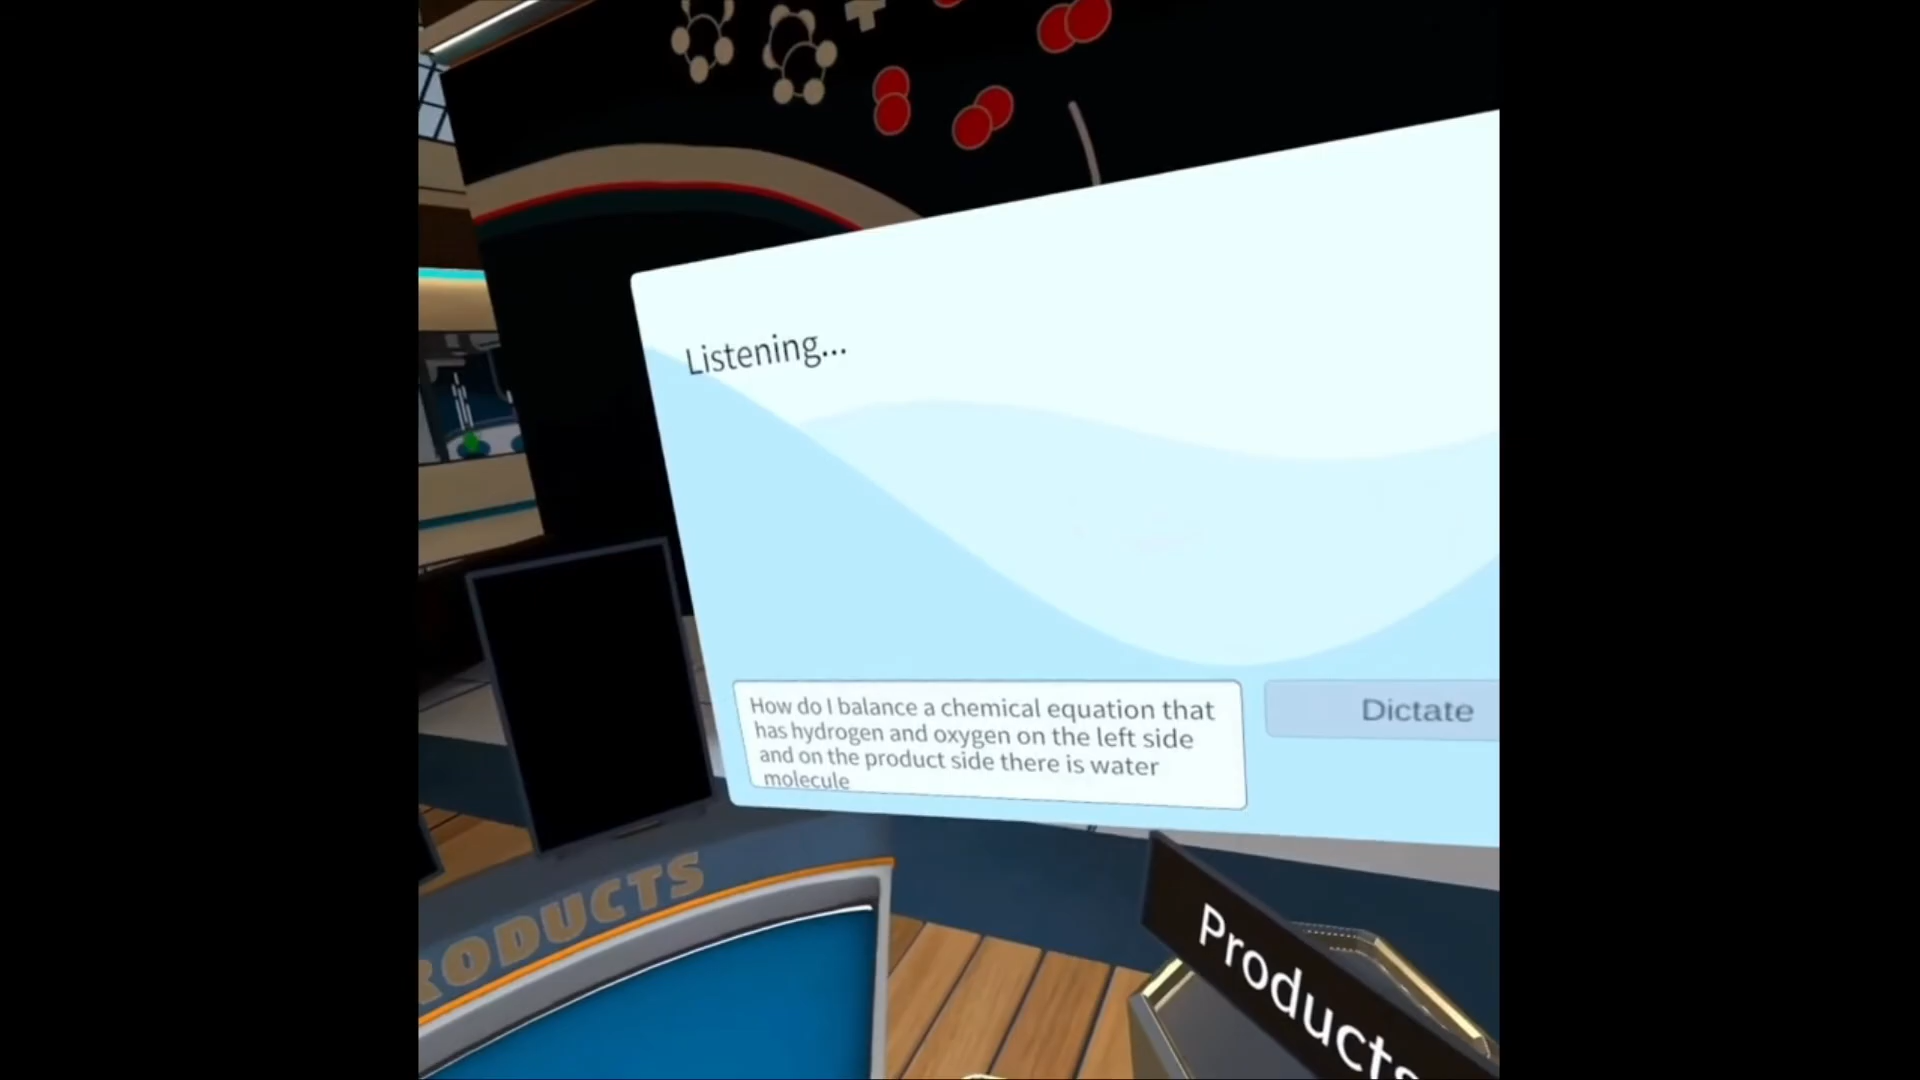 Listening...
How do I balance a chemical equation that
has hydrogen and oxygen on the left side
and on the product side there is water
molecule
Dictate
RODUCTS
Products